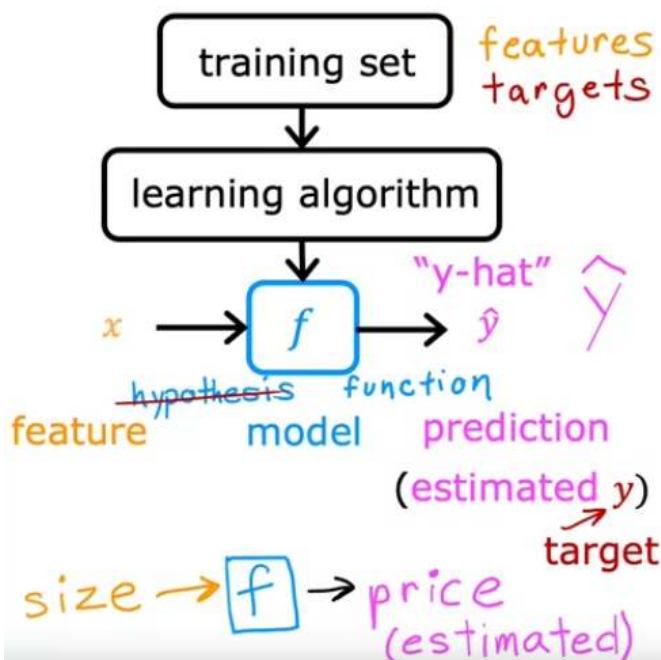 training set
features
targets
learning algorithm
"y-hat"
x
f
ŷ
ŷ
hypothesis function
feature model prediction
(estimated y)
target
size → f → price
(estimated)